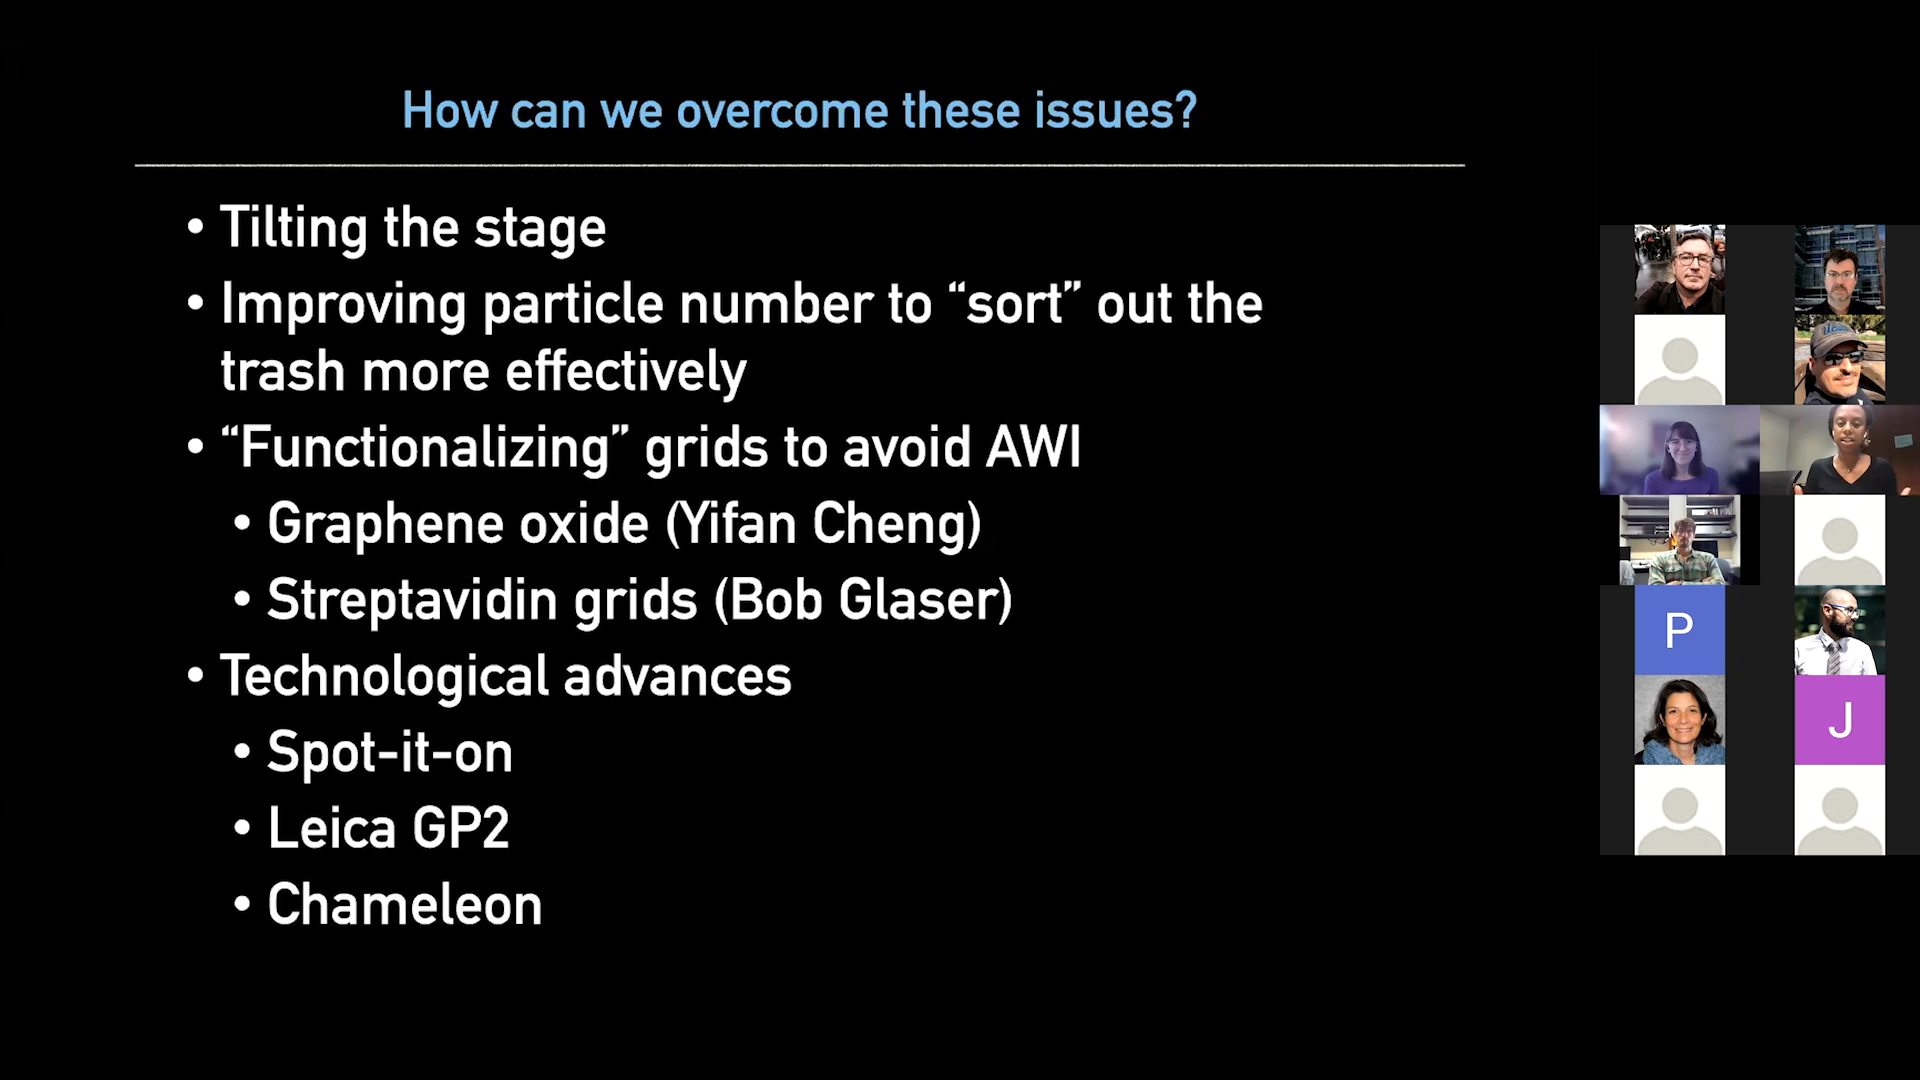 How can we overcome these issues?
• Tilting the stage
• Improving particle number to “sort” out the
trash more effectively
• “Functionalizing” grids to avoid AWI
• Graphene oxide (Yifan Cheng)
• Streptavidin grids (Bob Glaser)
• Technological advances
• Spot-it-on
• Leica GP2
• Chameleon
P
J